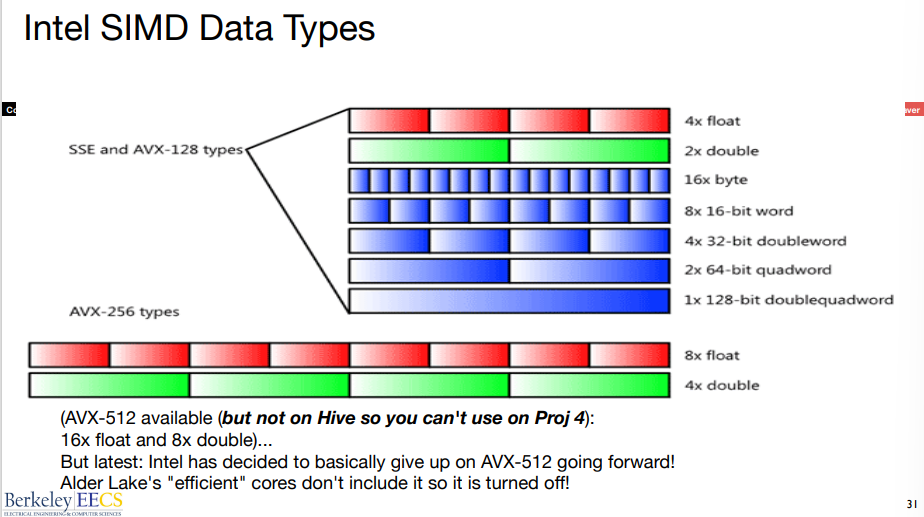 Intel SIMD Data Types
Co
ver
4x float
SSE and AVX-128 types
2x double
16x byte
8x 16-bit word
4x 32-bit doubleword
2x 64-bit quadword
1x 128-bit doublequadword
AVX-256 types
8x float
4x double
(AVX-512 available (but not on Hive so you can't use on Proj 4):
16x float and 8x double)...
But latest: Intel has decided to basically give up on AVX-512 going forward!
Alder Lake's "efficient" cores don't include it so it is turned off!
Berkeley EECS
ELECTRICAL ENGINEERING & COMPUTER SCIENCES
31